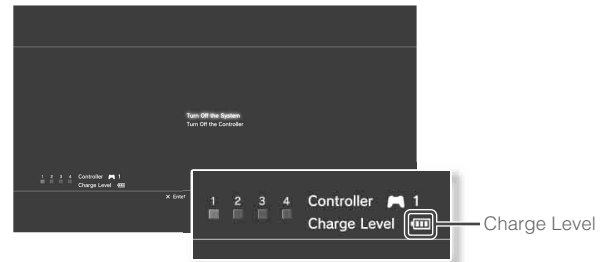 Turn Off the System
Turn Off the Controller
1 2 3 4 Controller 1
Charge Level
X Enter
1 2 3 4 Controller 1
Charge Level
Charge Level